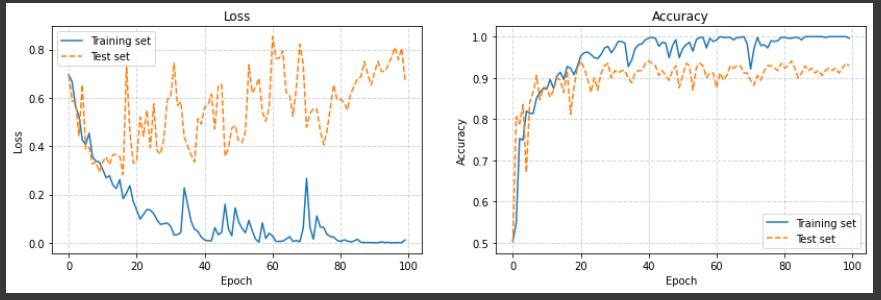 Loss
Training set
Test set
0.8
0.6
0.4
0.2
0.0
Loss
0
20
40
60
80
100
Epoch
Accuracy
1.0
0.9
0.8
0.7
0.6
0.5
Accuracy
Training set
Test set
0
20
40
60
80
100
Epoch